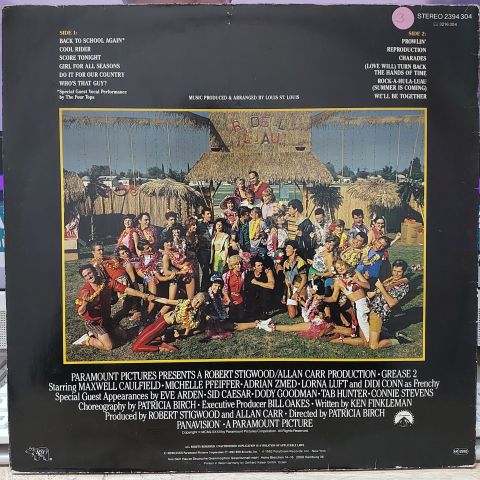 3
STEREO 2394 304
SIDE 1:
BACK TO SCHOOL AGAIN*
COOL RIDER
SCORE TONIGHT
GIRL FOR ALL SEASONS
DO IT FOR OUR COUNTRY
WHO'S THAT GUY?
*Special Guest Vocal Performance
by The Four Tops
SIDE 2:
PROWLIN'
REPRODUCTION
CHARADES
(LOVE WILL) TURN BACK
THE HANDS OF TIME
ROCK-A-HULA-LUAU
(SUMMER IS COMING)
WE'LL BE TOGETHER
MUSIC PRODUCED & ARRANGED BY LOUIS ST. LOUIS
PARAMOUNT PICTURES PRESENTS A ROBERT STIGWOOD/ALLAN CARR PRODUCTION • GREASE 2
Starring MAXWELL CAULFIELD • MICHELLE PFEIFFER • ADRIAN ZMED • LORNA LUFT and DIDI CONN as Frenchy
Special Guest Appearances by EVE ARDEN • SID CAESAR • DODY GOODMAN • TAB HUNTER • CONNIE STEVENS
Choreography by PATRICIA BIRCH • Executive Producer BILL OAKES • Written by KEN FINKLEMAN
Produced by ROBERT STIGWOOD and ALLAN CARR • Directed by PATRICIA BIRCH
PANAVISION • A PARAMOUNT PICTURE
RSO